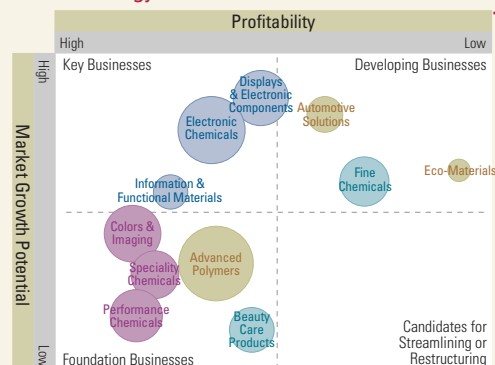 Profitability
High
Low
Market Growth Potential
High
Low
Key Businesses
Developing Businesses
Displays
& Electronic
Components
Electronic
Chemicals
Automotive
Solutions
Information &
Functional Materials
Fine
Chemicals
Eco-Materials
Colors &
Imaging
Speciality
Chemicals
Advanced
Polymers
Performance
Chemicals
Beauty
Care
Products
Foundation Businesses
Candidates for
Streamlining or
Restructuring